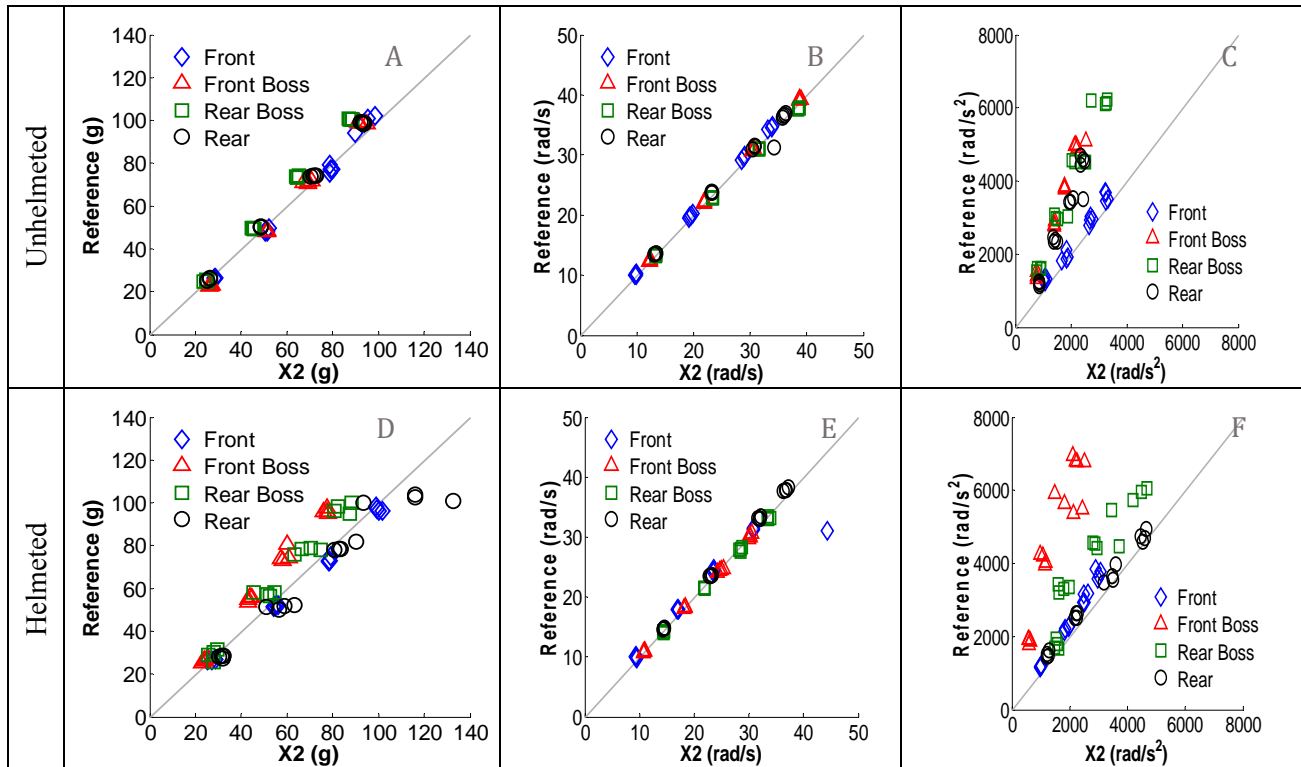 Unhelmeted
140
120
100
80
60
40
20
0
Reference (g)
Front
Front Boss
Rear Boss
Rear
A
0 20 40 60 80 100 120 140
X2 (g)
50
40
30
20
10
0
Reference (rad/s)
Front
Front Boss
Rear Boss
Rear
B
0 10 20 30 40 50
X2 (rad/s)
8000
6000
4000
2000
0
Reference (rad/s²)
C
Front
Front Boss
Rear Boss
Rear
0 2000 4000 6000 8000
X2 (rad/s²)
Helmeted
140
120
100
80
60
40
20
0
Reference (g)
Front
Front Boss
Rear Boss
Rear
D
0 20 40 60 80 100 120 140
X2 (g)
50
40
30
20
10
0
Reference (rad/s)
Front
Front Boss
Rear Boss
Rear
E
0 10 20 30 40 50
X2 (rad/s)
8000
6000
4000
2000
0
Reference (rad/s²)
F
Front
Front Boss
Rear Boss
Rear
0 2000 4000 6000 8000
X2 (rad/s²)